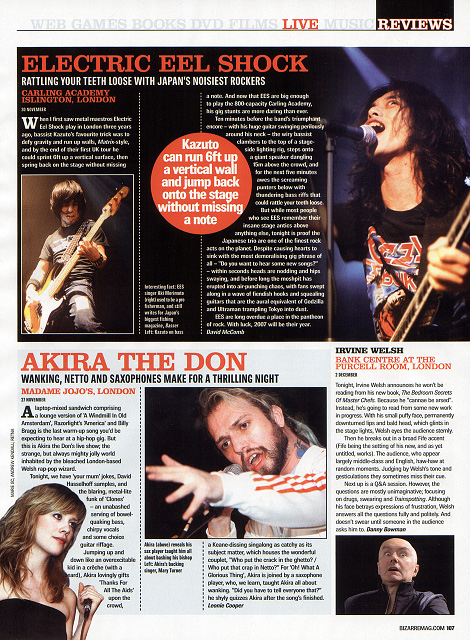 WEB GAMES BOOKS DVD FILMS LIVE MUSIC REVIEWS
ELECTRIC EEL SHOCK
RATTLING YOUR TEETH LOOSE WITH JAPAN'S NOISIEST ROCKERS
CARLING ACADEMY
ISLINGTON, LONDON
30 NOVEMBER
When I first saw metal maestros Electric
Eel Shock play in London three years
ago, bassist Kazuto's favourite trick was to
defy gravity and run up walls, Matrix-style,
and by the end of their first UK tour he
could sprint 6ft up a vertical surface, then
spring back on the stage without missing
a note. And now that EES are big enough
to play the 800-capacity Carling Academy,
his gig stunts are more daring than ever.
Ten minutes before the band's triumphant
encore – with his huge guitar swinging perilously
around his neck – the wiry bassist
clambers to the top of a stage-
side lighting rig, steps onto
a giant speaker dangling
15m above the crowd, and
for the next five minutes
awes the screaming
punters below with
thundering bass riffs that
could rattle your teeth loose.
But while most people
who see EES remember their
insane stage antics above
anything else, tonight is proof the
Japanese trio are one of the finest rock
acts on the planet. Despite causing hearts to
sink with the most demoralising gig phrase of
all – "Do you want to hear some new songs?"
– within seconds heads are nodding and hips
swaying, and before long the moshpit has
erupted into air-punching chaos, with fans swept
along in a wave of fiendish hooks and squealing
guitars that are the aural equivalent of Godzilla
and Ultraman trampling Tokyo into dust.
EES are long overdue a place in the pantheon
of rock. With luck, 2007 will be their year.
David McComb
Kazuto
can run 6ft up
a vertical wall
and jump back
onto the stage
without missing
a note
Interesting fact: EES
singer Aki Morimoto
(right) used to be a pro
fisherman, and still
writes for Japan's
biggest fishing
magazine, Basser
Left: Kazuto on bass
AKIRA THE DON
WANKING, NETTO AND SAXOPHONES MAKE FOR A THRILLING NIGHT
MADAME JOJO'S, LONDON
27 NOVEMBER
A laptop-mixed sandwich comprising
a lounge version of 'A Windmill In Old
Amsterdam', Razorlight's 'America' and Billy
Bragg is the last warm-up song you'd be
expecting to hear at a hip-hop gig. But
this is Akira the Don's live show; the
strange, but always mighty jolly world
inhabited by the bleached London-based
Welsh rap-pop wizard.
Tonight, we have 'your mum' jokes, David
Hasselhoff samples, and
the blaring, metal-lite
funk of 'Clones'
– an unabashed
serving of bowel-
quaking bass,
chirpy vocals
and some choice
guitar riffage.
Jumping up and
down like an overexcitable
kid in a crèche (with a
beard), Akira lovingly gifts
'Thanks For
All The Aids'
upon the
crowd,
Akira (above) reveals his
sax player taught him all
about bashing his bishop
Left: Akira's backing
singer, Mary Turner
a Keane-dissing singalong as catchy as its
subject matter, which houses the wonderful
couplet, "Who put the crack in the ghetto? /
Who put that crap in Netto?" For 'Oh! What A
Glorious Thing', Akira is joined by a saxophone
player, who, we learn, taught Akira all about
wanking. "Did you have to tell everyone that?"
he shyly quizzes Akira after the song's finished.
Leonie Cooper
IRVINE WELSH
BANK CENTRE AT THE
PURCELL ROOM, LONDON
2 DECEMBER
Tonight, Irvine Welsh announces he won't be
reading from his new book, The Bedroom Secrets
Of Master Chefs. Because he "cannae be arsed".
Instead, he's going to read from some new work
in progress. With his small puffy face, permanently
downturned lips and bald head, which glints in
the stage lights, Welsh eyes the audience sternly.
Then he breaks out in a broad Fife accent
(Fife being the setting of his new, and as yet
untitled, works). The audience, who appear
largely middle-class and English, haw-haw at
random moments. Judging by Welsh's tone and
gesticulations they sometimes miss their cue.
Next up is a Q&A session. However, the
questions are mostly unimaginative; focusing
on drugs, swearing and Trainspotting. Although
his face betrays expressions of frustration, Welsh
answers all the questions fully and politely. And
doesn't swear until someone in the audience
asks him to. Danny Bowman
BIZARREMAG.COM 107